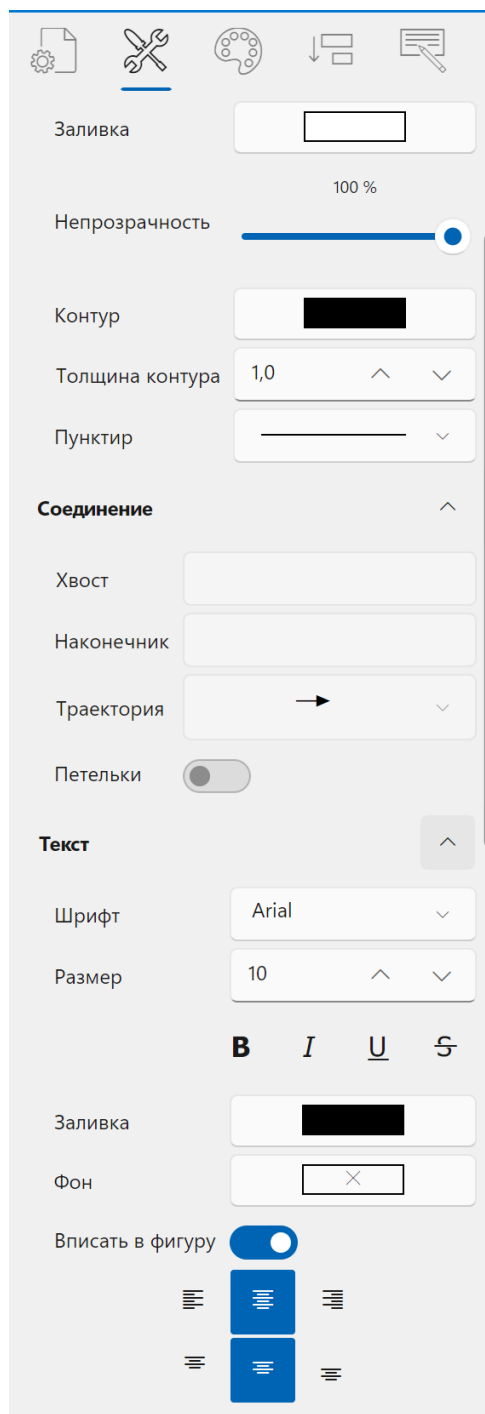 Заливка
100 %
Непрозрачность
Контур
Толщина контура 1,0
Пунктир
Соединение
Хвост
Наконечник
Траектория
Петельки
Текст
Шрифт Arial
Размер 10
B I U S
Заливка
Фон
Вписать в фигуру